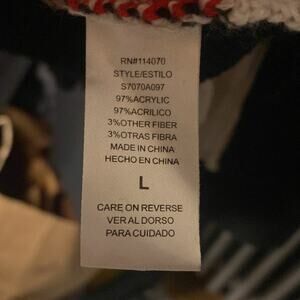 RN#114070
STYLE/ESTILO
S7070A097
97%ACRYLIC
97%ACRILICO
3%OTHER FIBER
3%OTRAS FIBRA
MADE IN CHINA
HECHO EN CHINA
L
CARE ON REVERSE
VER AL DORSO
PARA CUIDADO